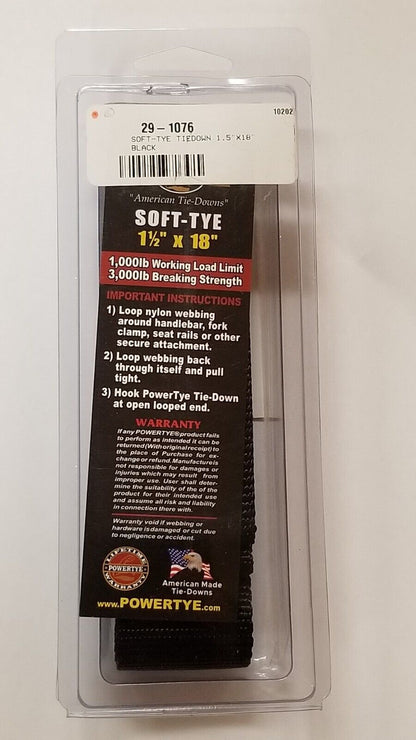 10202
29-1076
SOFT-TYE TIEDOWN 1.5"X18"
BLACK
"American Tie-Downs"
SOFT-TYE
1½" x 18"
1,000lb Working Load Limit
3,000lb Breaking Strength
IMPORTANT INSTRUCTIONS
1) Loop nylon webbing
around handlebar, fork
clamp, seat rails or other
secure attachment.
2) Loop webbing back
through itself and pull
tight.
3) Hook PowerTye Tie-Down
at open looped end.
WARRANTY
If any POWERTYE® product fails
to perform as intended it can be
returned (With original receipt) to
the place of Purchase for ex-
change or refund. Manufacture is
not responsible for damages or
injuries which may result from
improper use. User shall deter-
mine the suitability of the of the
product for their intended use
and assume all risk and liability
in connection there with.
Warranty void if webbing or
hardware is damaged or cut due
to negligence or accident.
LIFETIME
POWERTYE
WARRANTY
American Made
Tie-Downs
www.POWERTYE.com